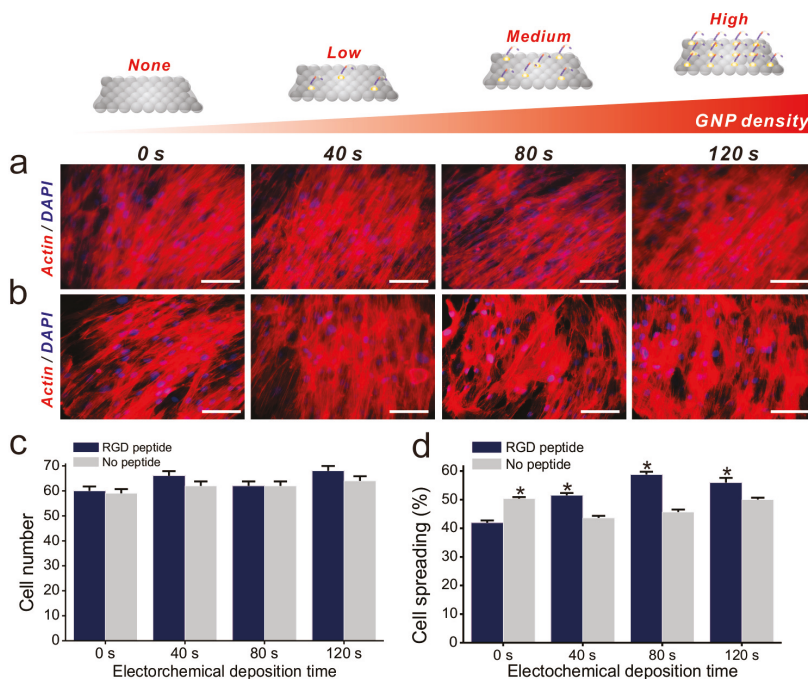 None
Low
Medium
High
GNP density
a
0 s
40 s
80 s
120 s
Actin / DAPI
b
Actin / DAPI
c
RGD peptide
No peptide
Cell number
70
60
50
40
30
20
10
0
0 s
40 s
80 s
120 s
Electorchemical deposition time
d
RGD peptide
No peptide
Cell spreading (%)
60
50
40
30
20
10
0
*
*
*
*
0 s
40 s
80 s
120 s
Electochemical deposition time